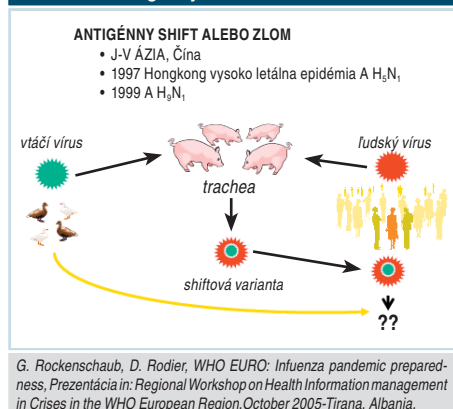 ANTIGÉNNY SHIFT ALEBO ZLOM
• J-V ÁZIA, Čína
• 1997 Hongkong vysoko letálna epidémia A H₅N₁
• 1999 A H₉N₁
vtáčí vírus
ľudský vírus
trachea
shiftová varianta
??
G. Rockenschaub, D. Rodier, WHO EURO: Infuenza pandemic prepared-
ness, Prezentácia in: Regional Workshop on Health Information management
in Crises in the WHO European Region.October 2005-Tirana, Albania.